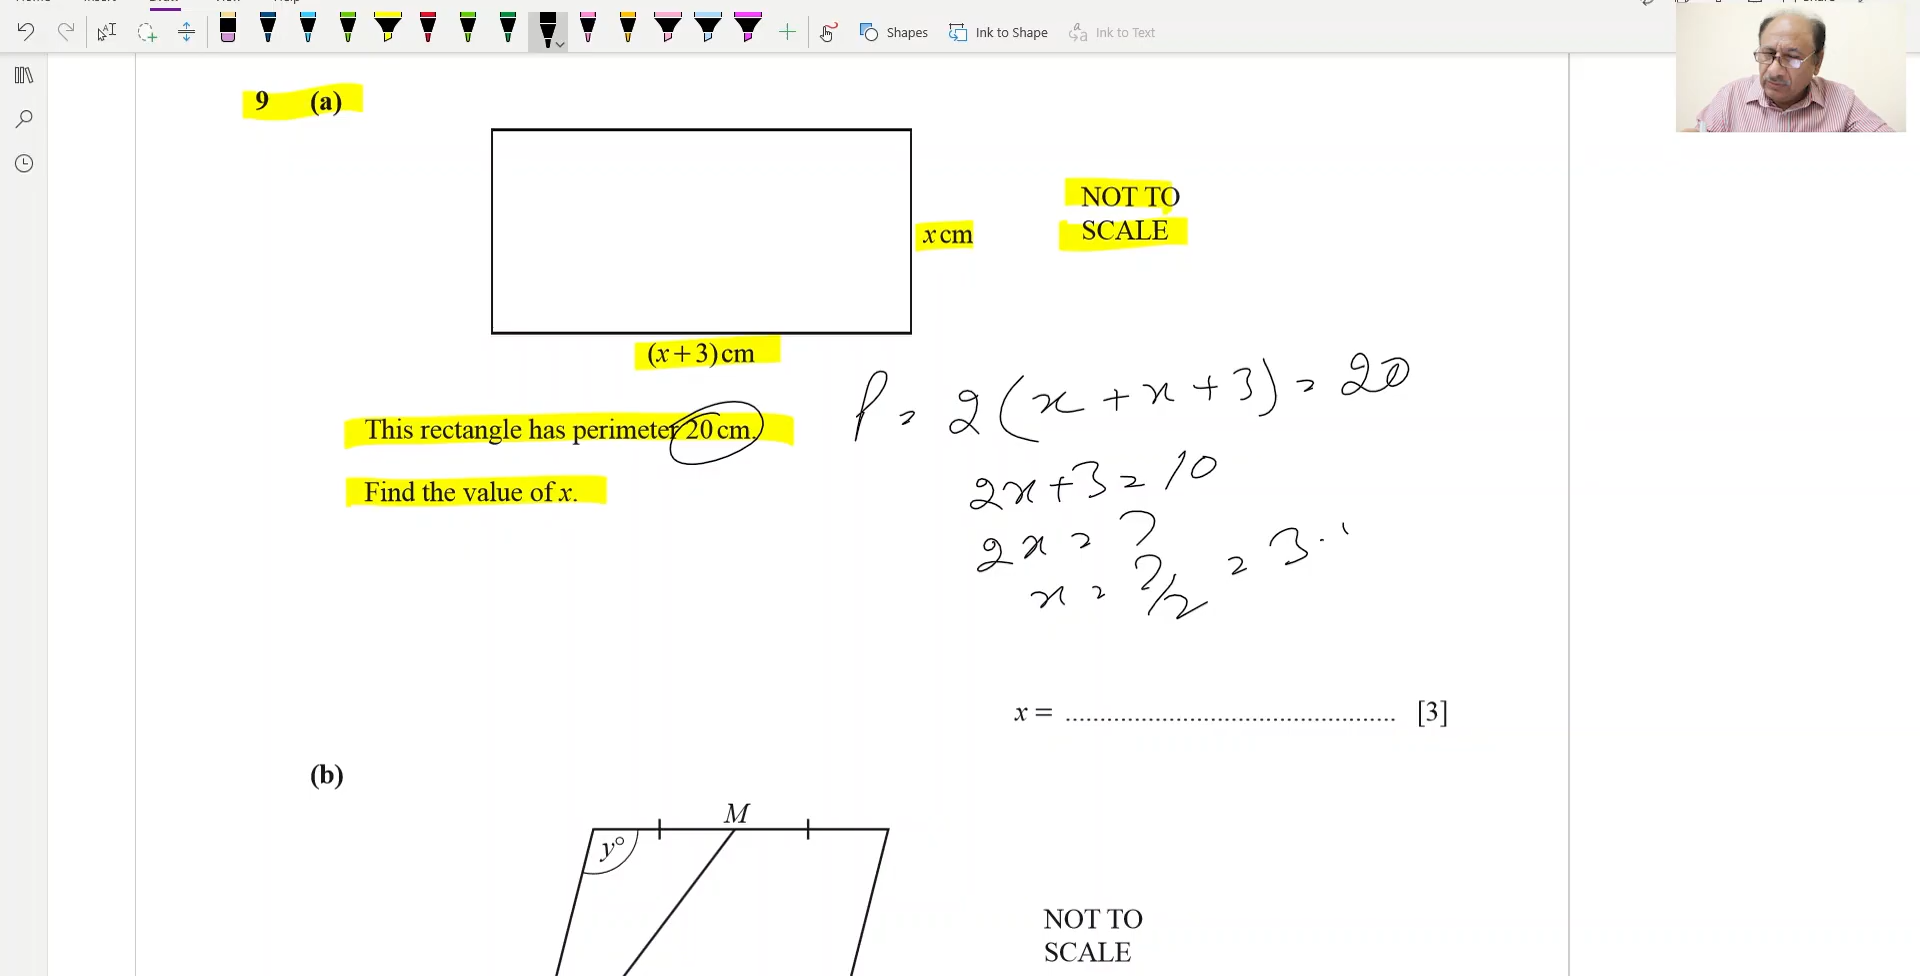 Shapes
Ink to Shape
Ink to Text
9 (a)
NOT TO
SCALE
x cm
(x + 3) cm
This rectangle has perimeter 20 cm.
Find the value of x.
P = 2(x + x + 3) = 20
2x + 3 = 10
2x = 7
x = 7/2 = 3.
x = ................................................ [3]
(b)
M
y°
NOT TO
SCALE